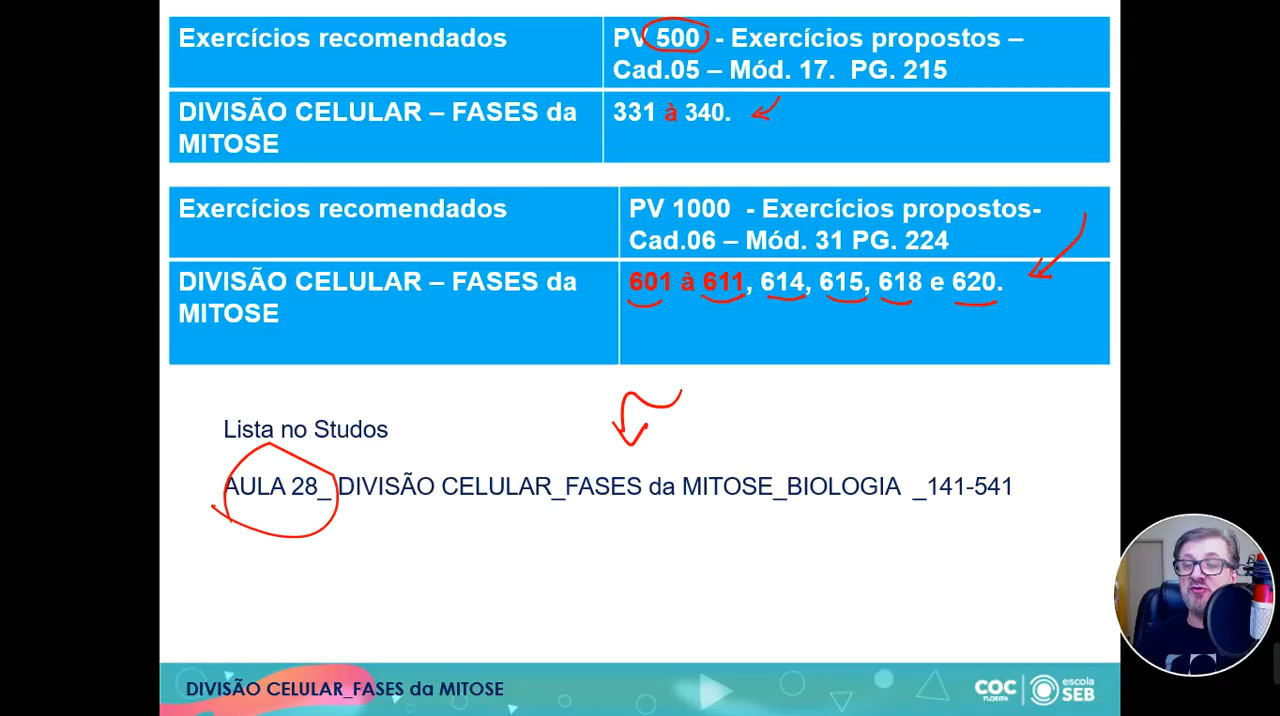 Exercícios recomendados
PV 500 - Exercícios propostos –
Cad.05 – Mód. 17. PG. 215
DIVISÃO CELULAR – FASES da
MITOSE
331 à 340.
Exercícios recomendados
PV 1000 - Exercícios propostos-
Cad.06 – Mód. 31 PG. 224
DIVISÃO CELULAR – FASES da
MITOSE
601 à 611, 614, 615, 618 e 620.
Lista no Studos
AULA 28_ DIVISÃO CELULAR_FASES da MITOSE_BIOLOGIA _141-541
DIVISÃO CELULAR_FASES da MITOSE
COC
FLORIPA
escola
SEB